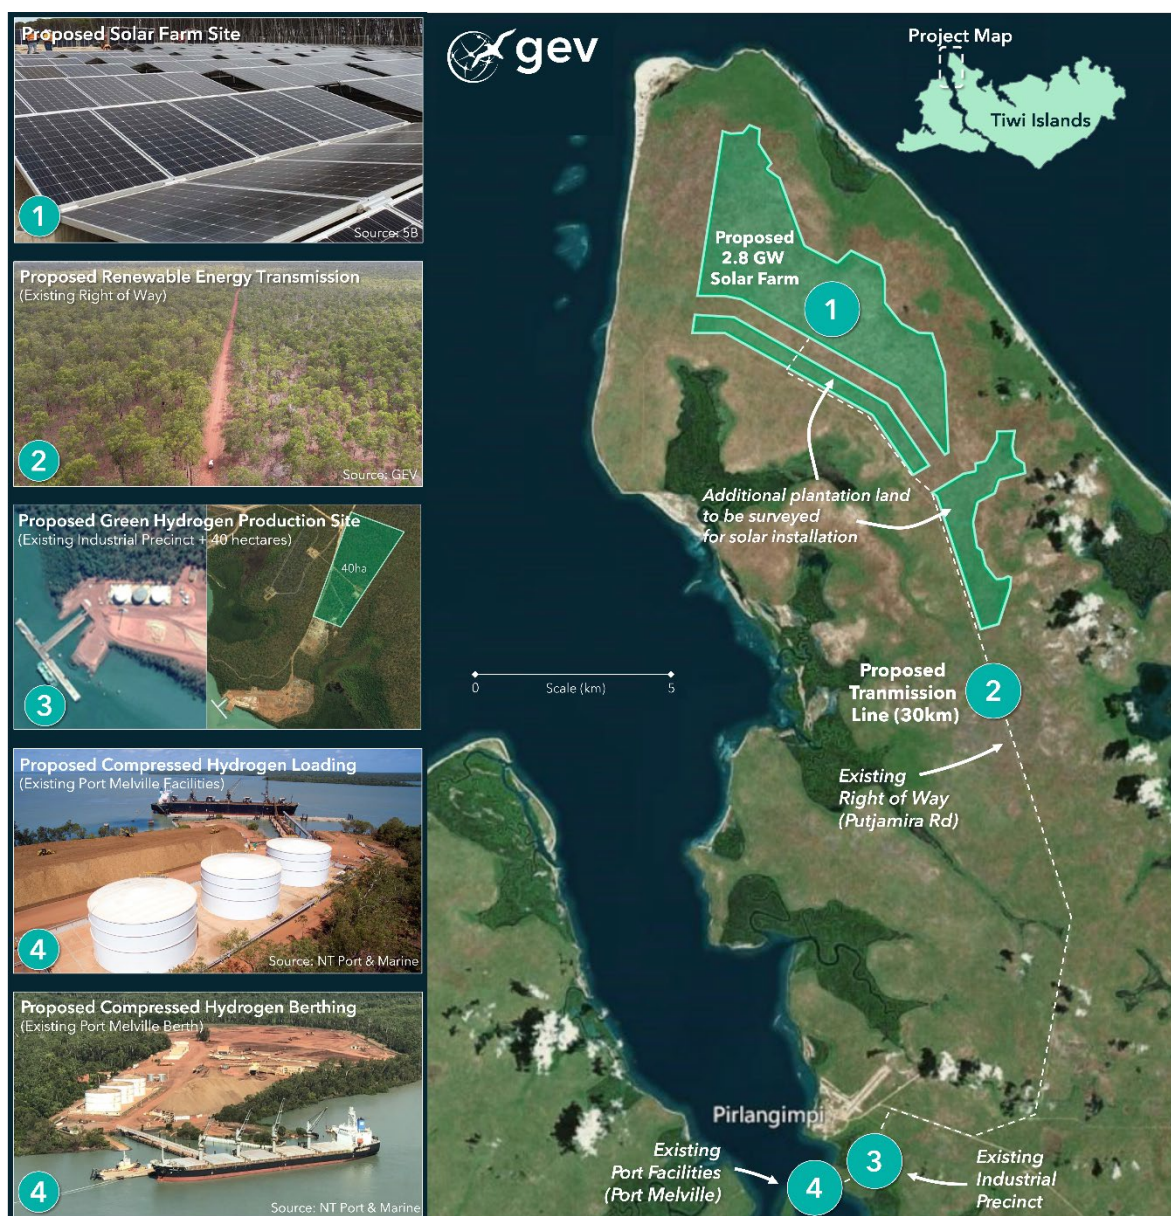 Proposed Solar Farm Site
1
Source: 5B
Proposed Renewable Energy Transmission
(Existing Right of Way)
2
Source: GEV
Proposed Green Hydrogen Production Site
(Existing Industrial Precinct + 40 hectares)
40ha
3
Proposed Compressed Hydrogen Loading
(Existing Port Melville Facilities)
4
Source: NT Port & Marine
Proposed Compressed Hydrogen Berthing
(Existing Port Melville Berth)
4
Source: NT Port & Marine
gev
Project Map
Tiwi Islands
Proposed
2.8 GW
Solar Farm
1
Additional plantation land
to be surveyed
for solar installation
0 Scale (km) 5
Proposed
Tranmission
Line (30km)
2
Existing
Right of Way
(Putjamira Rd)
Pirlangimpi
Existing
Port Facilities
(Port Melville)
4
3
Existing
Industrial
Precinct